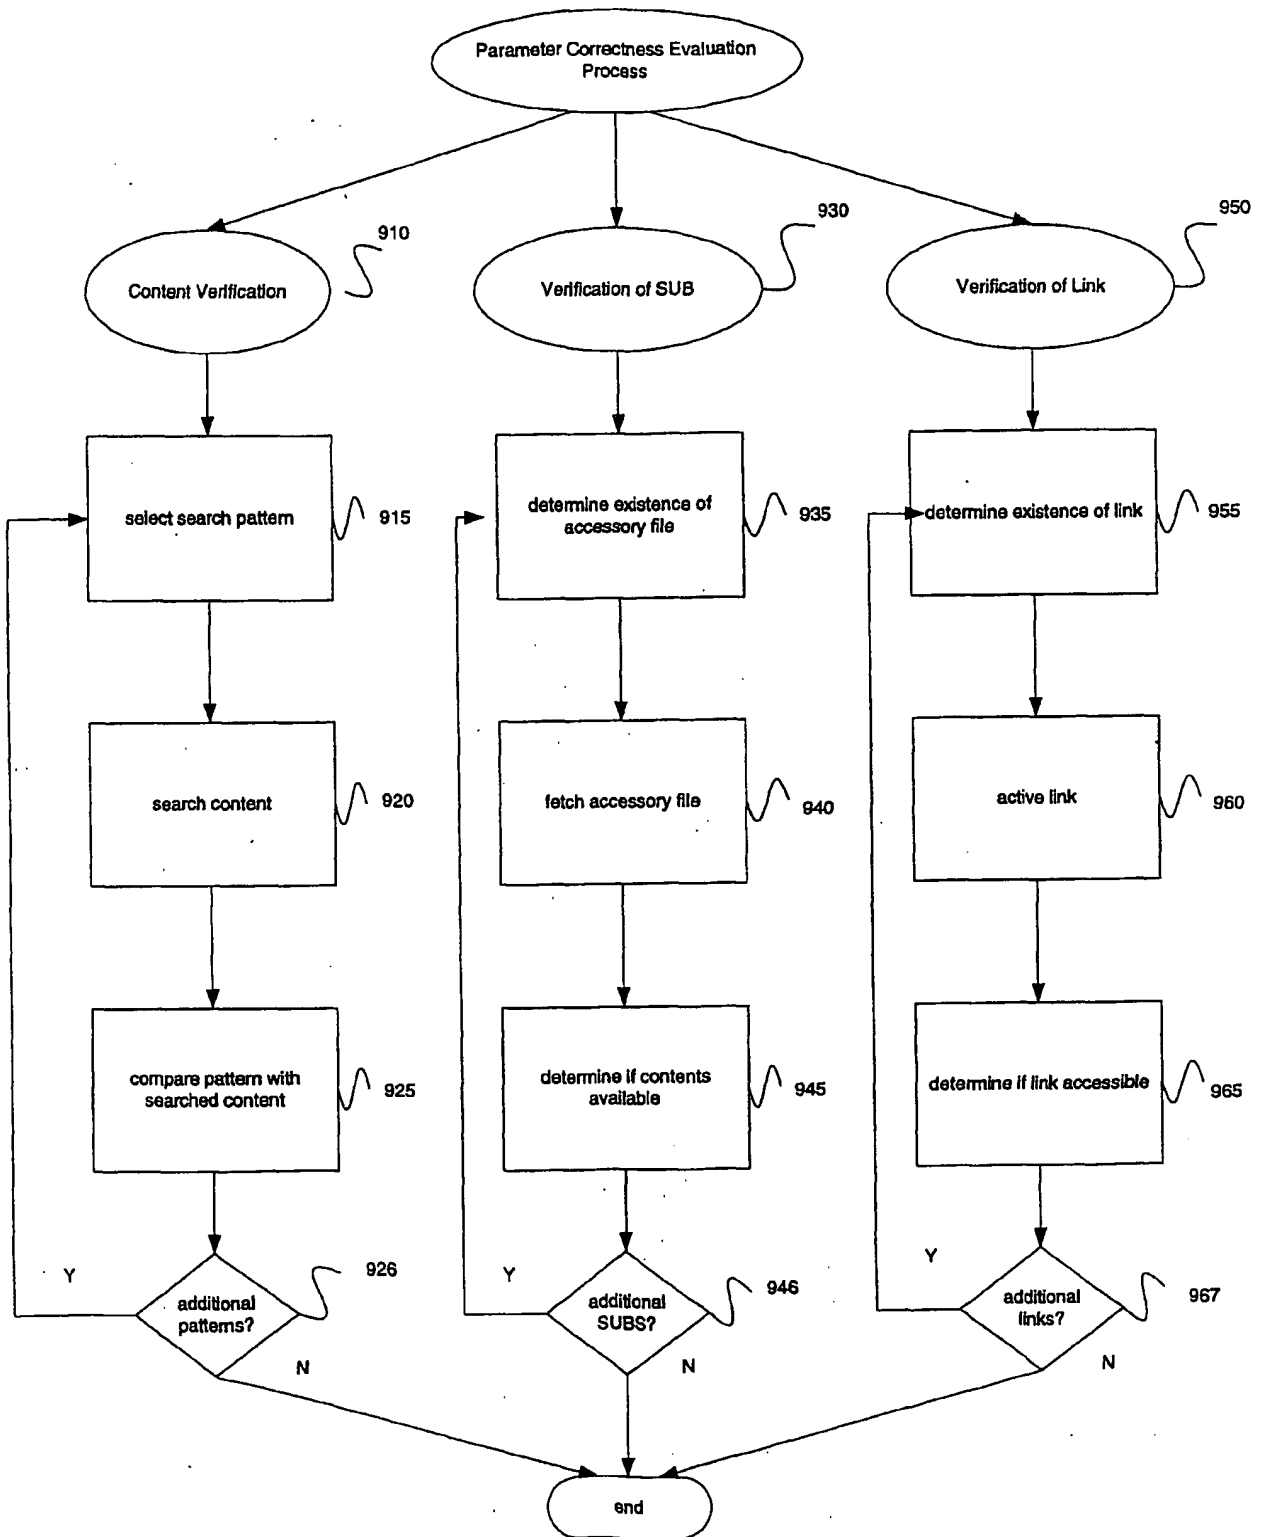 Parameter Correctness Evaluation
Process
910
930
950
Content Verification
Verification of SUB
Verification of Link
select search pattern
915
determine existence of
accessory file
935
determine existence of link
955
search content
920
fetch accessory file
940
active link
960
compare pattern with
searched content
925
determine if contents
available
945
determine if link accessible
965
Y
additional
patterns?
926
N
Y
additional
SUBS?
946
N
Y
additional
links?
967
N
end